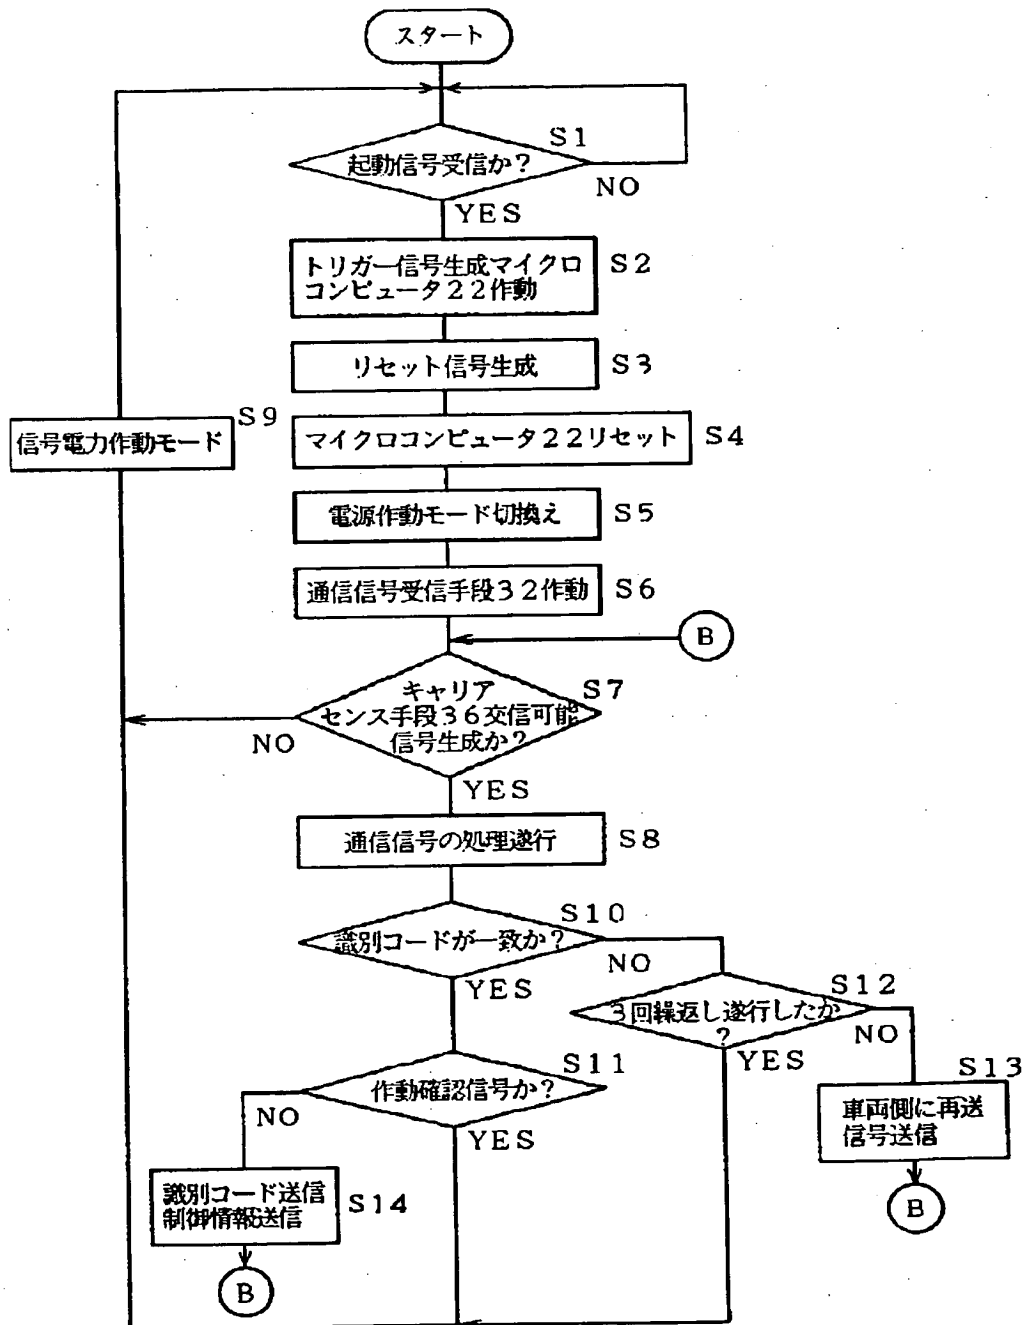 スタート
S1
起動信号受信か？
NO
YES
トリガー信号生成マイクロ
コンピュータ22作動
S2
リセット信号生成
S3
S9
信号電力作動モード
マイクロコンピュータ22リセット
S4
電源作動モード切換え
S5
通信信号受信手段32作動
S6
B
S7
キャリア
センス手段36交信可能
信号生成か？
NO
YES
通信信号の処理遂行
S8
S10
識別コードが一致か？
NO
YES
S12
3回繰返し遂行したか
？
NO
YES
S11
作動確認信号か？
NO
YES
S13
車両側に再送
信号送信
B
識別コード送信
制御情報送信
S14
B